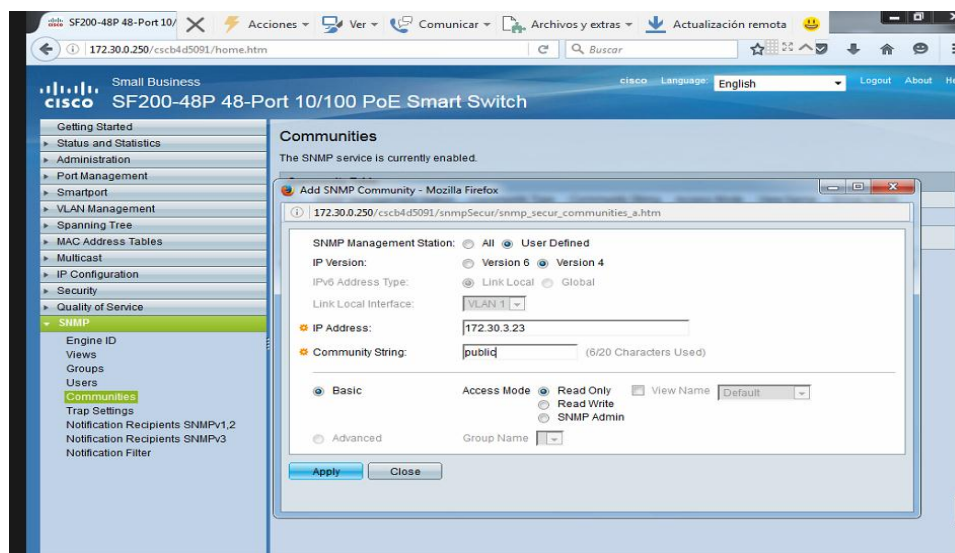 SF200-48P 48-Port 10/
Acciones
Ver
Comunicar
Archivos y extras
Actualización remota
172.30.0.250/cscb4d5091/home.htm
Buscar
Small Business
cisco Language: English Logout About
CISCO SF200-48P 48-Port 10/100 PoE Smart Switch
Getting Started
Status and Statistics
Administration
Port Management
Smartport
VLAN Management
Spanning Tree
MAC Address Tables
Multicast
IP Configuration
Security
Quality of Service
SNMP
Engine ID
Views
Groups
Users
Communities
Trap Settings
Notification Recipients SNMPv1,2
Notification Recipients SNMPv3
Notification Filter
Communities
The SNMP service is currently enabled.
Add SNMP Community - Mozilla Firefox
172.30.0.250/cscb4d5091/snmpSecur/snmp_secur_communities_a.htm
SNMP Management Station: All User Defined
IP Version: Version 6 Version 4
IPv6 Address Type: Link Local Global
Link Local Interface: VLAN 1
IP Address: 172.30.3.23
Community String: public (6/20 Characters Used)
Basic Access Mode Read Only View Name Default
Read Write
SNMP Admin
Advanced Group Name
Apply Close